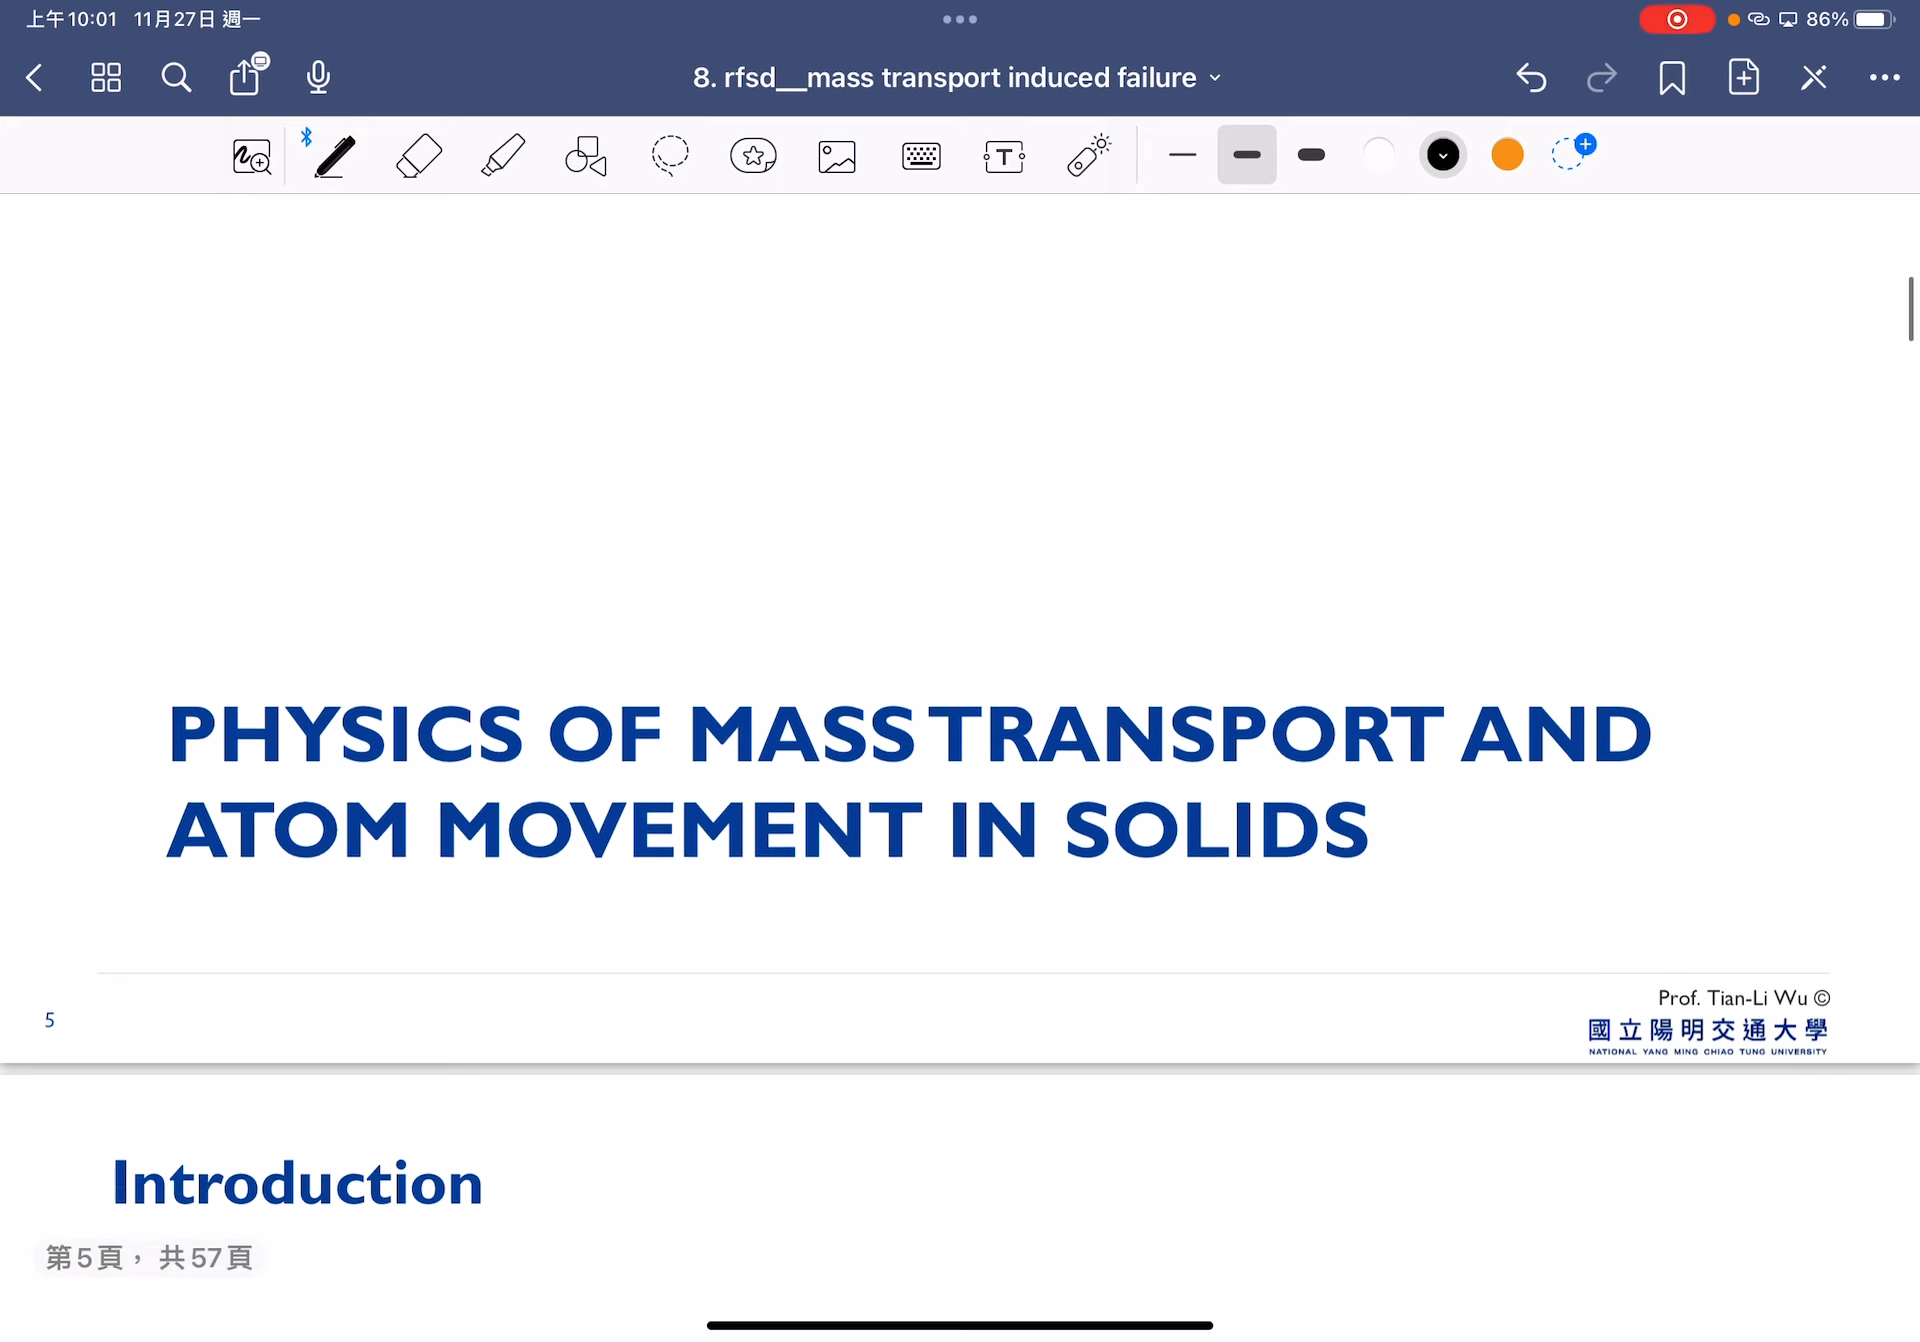 上午10:01 11月27日 週一
86%
8. rfsd__mass transport induced failure
PHYSICS OF MASS TRANSPORT AND
ATOM MOVEMENT IN SOLIDS
5
Prof. Tian-Li Wu ©
國立陽明交通大學
NATIONAL YANG MING CHIAO TUNG UNIVERSITY
Introduction
第5頁，共57頁